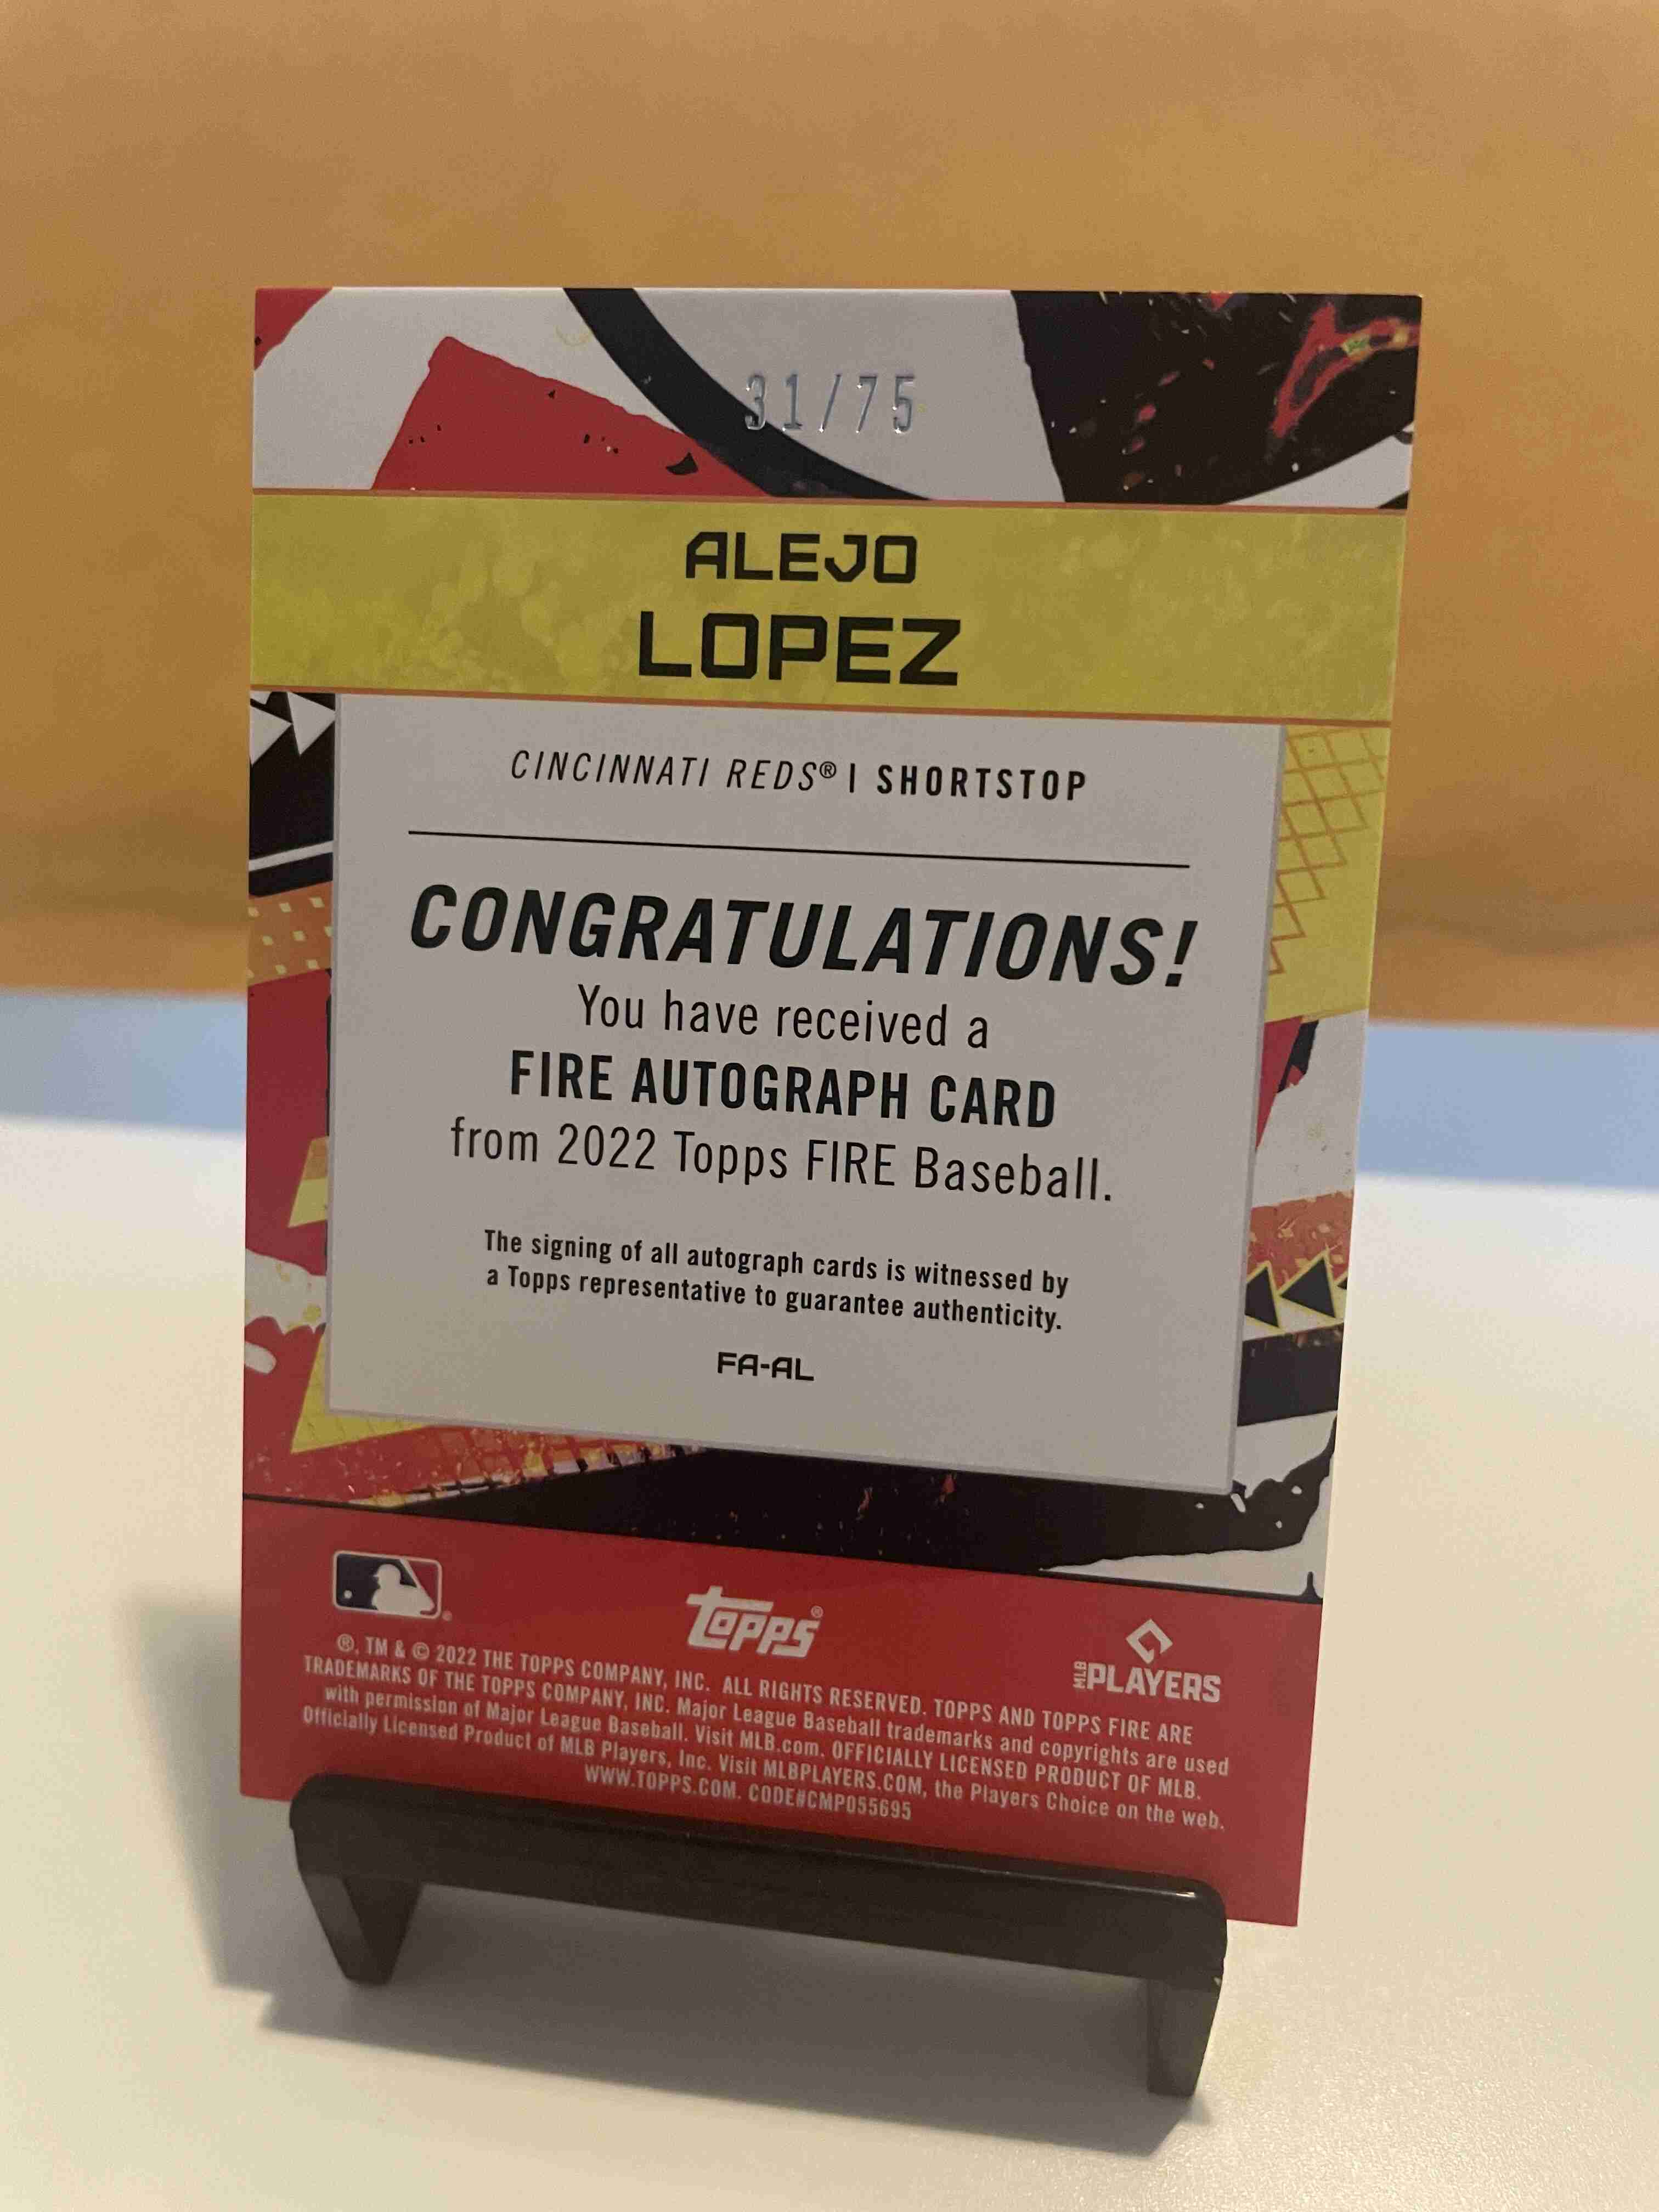 31/75
ALEJO
LOPEZ
CINCINNATI REDS® | SHORTSTOP
CONGRATULATIONS!
You have received a
FIRE AUTOGRAPH CARD
from 2022 Topps FIRE Baseball.
The signing of all autograph cards is witnessed by
a Topps representative to guarantee authenticity.
FA-AL
topps®
MLB PLAYERS
®, TM & © 2022 THE TOPPS COMPANY, INC. ALL RIGHTS RESERVED. TOPPS AND TOPPS FIRE ARE
TRADEMARKS OF THE TOPPS COMPANY, INC. Major League Baseball trademarks and copyrights are used
with permission of Major League Baseball. Visit MLB.com. OFFICIALLY LICENSED PRODUCT OF MLB.
Officially Licensed Product of MLB Players, Inc. Visit MLBPLAYERS.COM, the Players Choice on the web.
WWW.TOPPS.COM. CODE#CMP055695